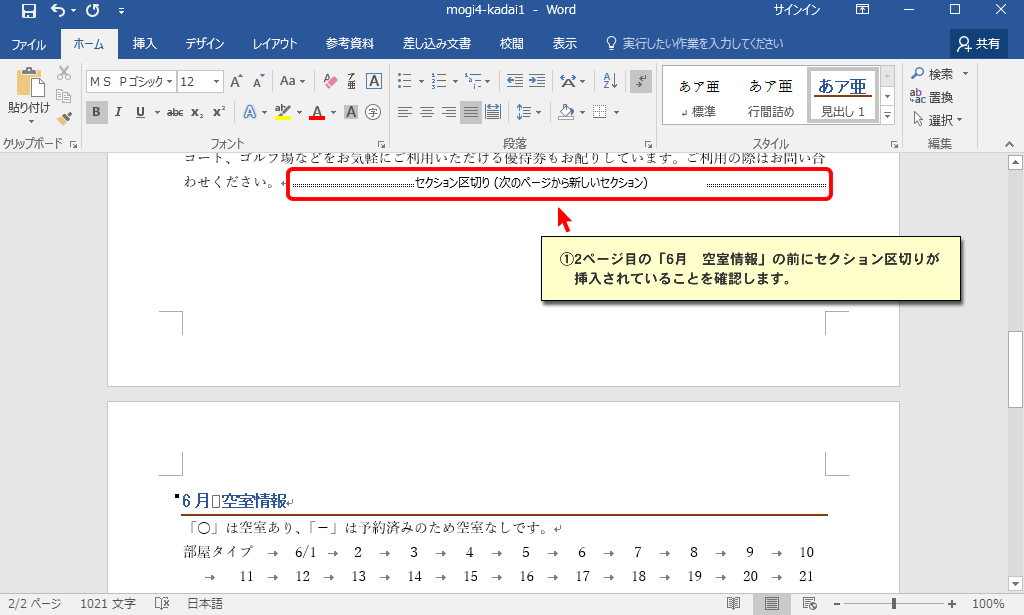 mogi4-kadai1 - Word
サインイン
ファイル ホーム 挿入 デザイン レイアウト 参考資料 差し込み文書 校閲 表示 実行したい作業を入力してください 共有
ＭＳ Ｐゴシック 12 A A Aa ア亜 A
あア亜 あア亜 あア亜
検索
貼り付け
B I U abc x₂ x² A aby A A 字
↲ 標準 行間詰め 見出し 1
置換
選択
クリップボード フォント 段落 スタイル 編集
コート、ゴルフ場などをお気軽にご利用いただける優待券もお配りしています。ご利用の際はお問い合
わせください。↲ セクション区切り (次のページから新しいセクション)
①2ページ目の「6月　空室情報」の前にセクション区切りが
挿入されていることを確認します。
6 月□空室情報↲
「○」は空室あり、「－」は予約済みのため空室なしです。↲
部屋タイプ → 6/1 → 2 → 3 → 4 → 5 → 6 → 7 → 8 → 9 → 10
→ 11 → 12 → 13 → 14 → 15 → 16 → 17 → 18 → 19 → 20 → 21
2/2 ページ 1021 文字 日本語 100%